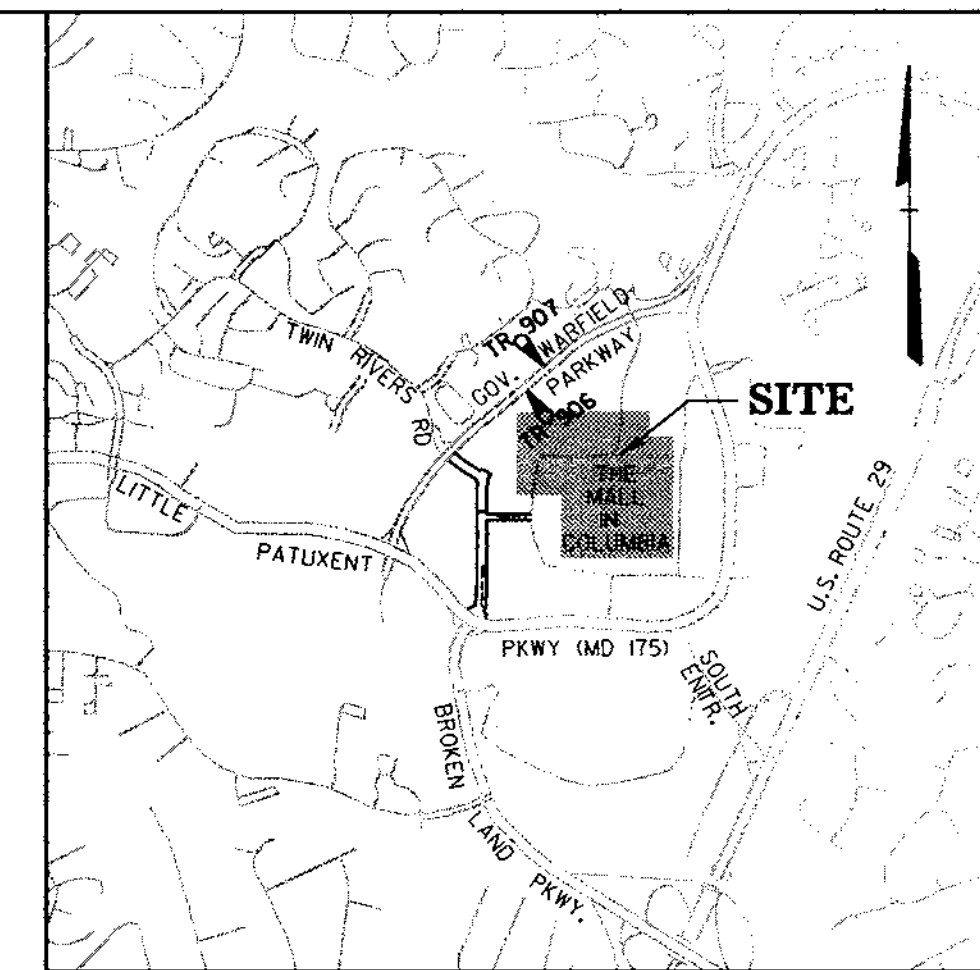 TR 907
WARFIELD
GOV. PARKWAY
TR 906
TWIN RIVERS RD
SITE
THE
MALL
IN
COLUMBIA
LITTLE
PATUXENT
PKWY (MD 175)
U.S. ROUTE 29
SOUTH
ENTR.
BROKEN
LAND PKWY.